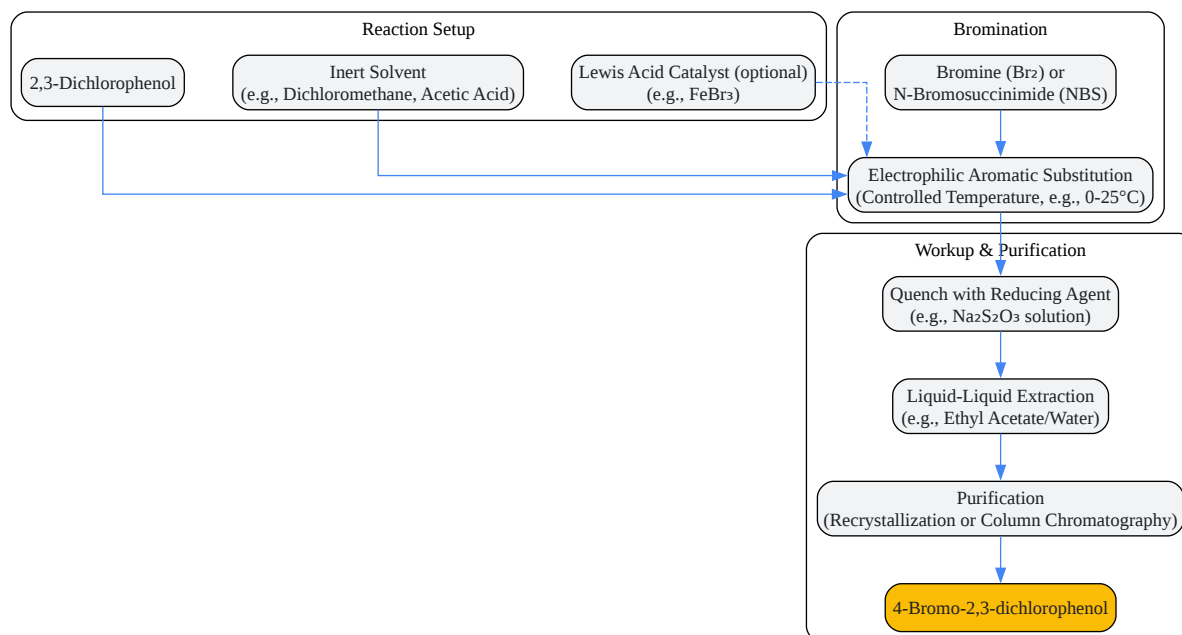 Reaction Setup
2,3-Dichlorophenol
Inert Solvent
(e.g., Dichloromethane, Acetic Acid)
Lewis Acid Catalyst (optional)
(e.g., FeBr₃)
Bromination
Bromine (Br₂) or
N-Bromosuccinimide (NBS)
Electrophilic Aromatic Substitution
(Controlled Temperature, e.g., 0-25°C)
Workup & Purification
Quench with Reducing Agent
(e.g., Na₂S₂O₃ solution)
Liquid-Liquid Extraction
(e.g., Ethyl Acetate/Water)
Purification
(Recrystallization or Column Chromatography)
4-Bromo-2,3-dichlorophenol